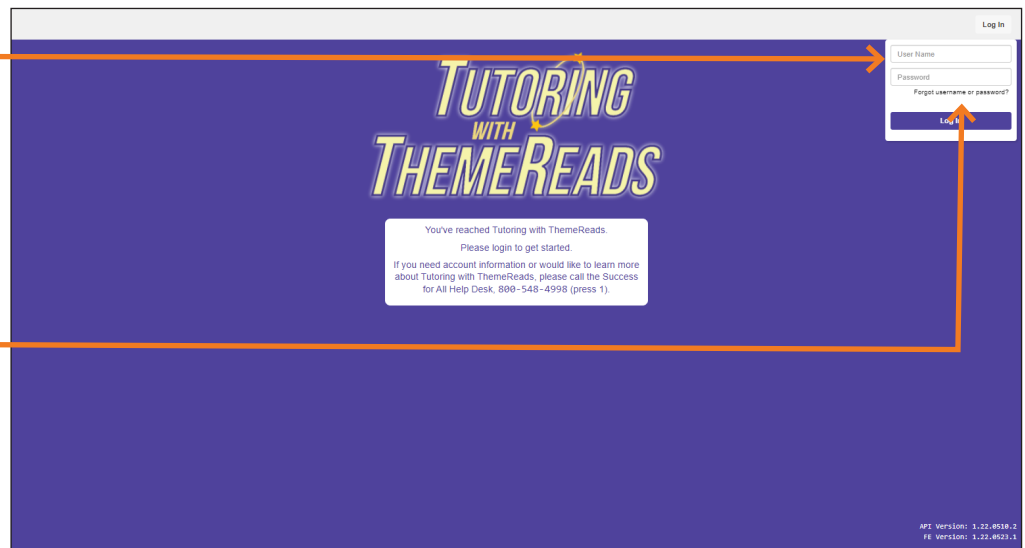 Log In
User Name
Password
Forgot username or password?
Log In
TUTORING
WITH
THEMEREADS
You've reached Tutoring with ThemeReads.
Please login to get started.
If you need account information or would like to learn more
about Tutoring with ThemeReads, please call the Success
for All Help Desk, 800-548-4998 (press 1).
API Version: 1.22.0510.2
FE Version: 1.22.0523.1